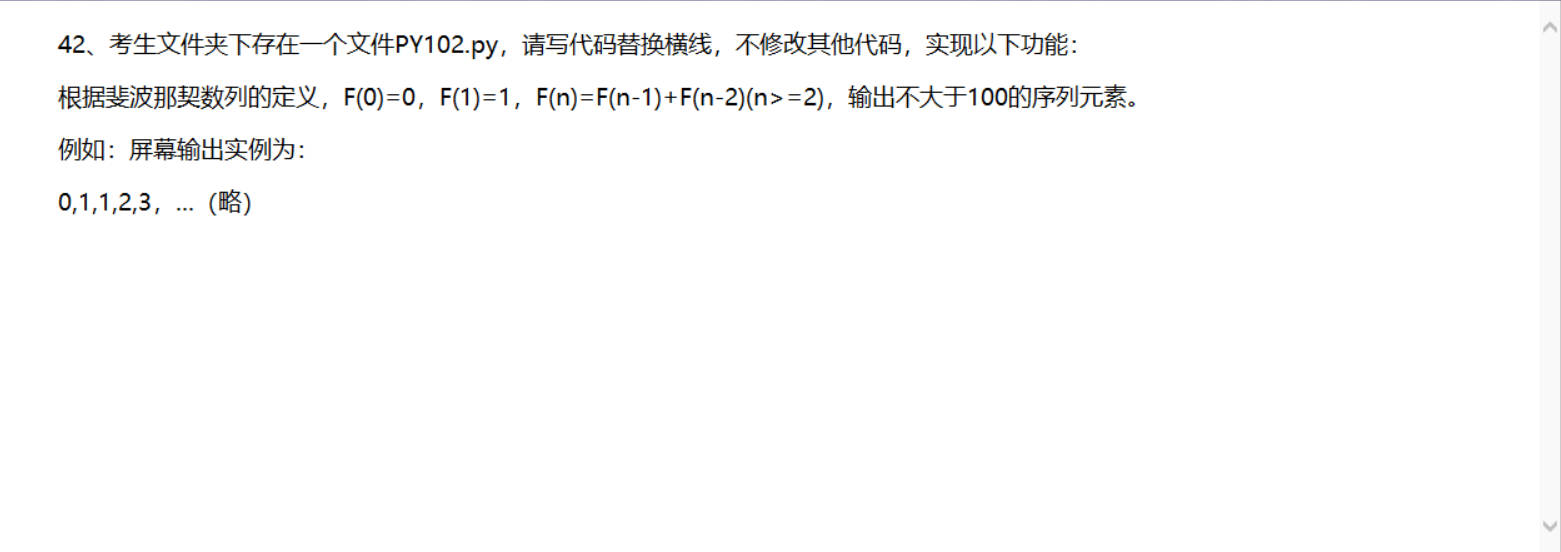 42、考生文件夹下存在一个文件PY102.py，请写代码替换横线，不修改其他代码，实现以下功能：
根据斐波那契数列的定义，F(0)=0，F(1)=1，F(n)=F(n-1)+F(n-2)(n>=2)，输出不大于100的序列元素。
例如：屏幕输出实例为：
0,1,1,2,3，...（略）